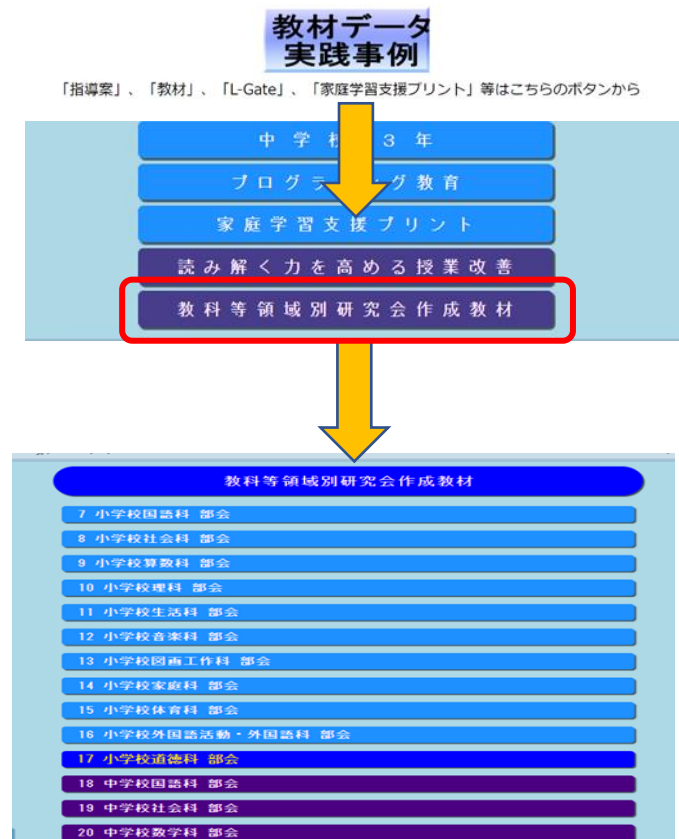 教材データ
実践事例
「指導案」、「教材」、「L-Gate」、「家庭学習支援プリント」等はこちらのボタンから
中学校 3年
プログラミング教育
家庭学習支援プリント
読み解く力を高める授業改善
教科等領域別研究会作成教材
教科等領域別研究会作成教材
7 小学校国語科 部会
8 小学校社会科 部会
9 小学校算数科 部会
10 小学校理科 部会
11 小学校生活科 部会
12 小学校音楽科 部会
13 小学校図画工作科 部会
14 小学校家庭科 部会
15 小学校体育科 部会
16 小学校外国語活動・外国語科 部会
17 小学校道徳科 部会
18 中学校国語科 部会
19 中学校社会科 部会
20 中学校数学科 部会